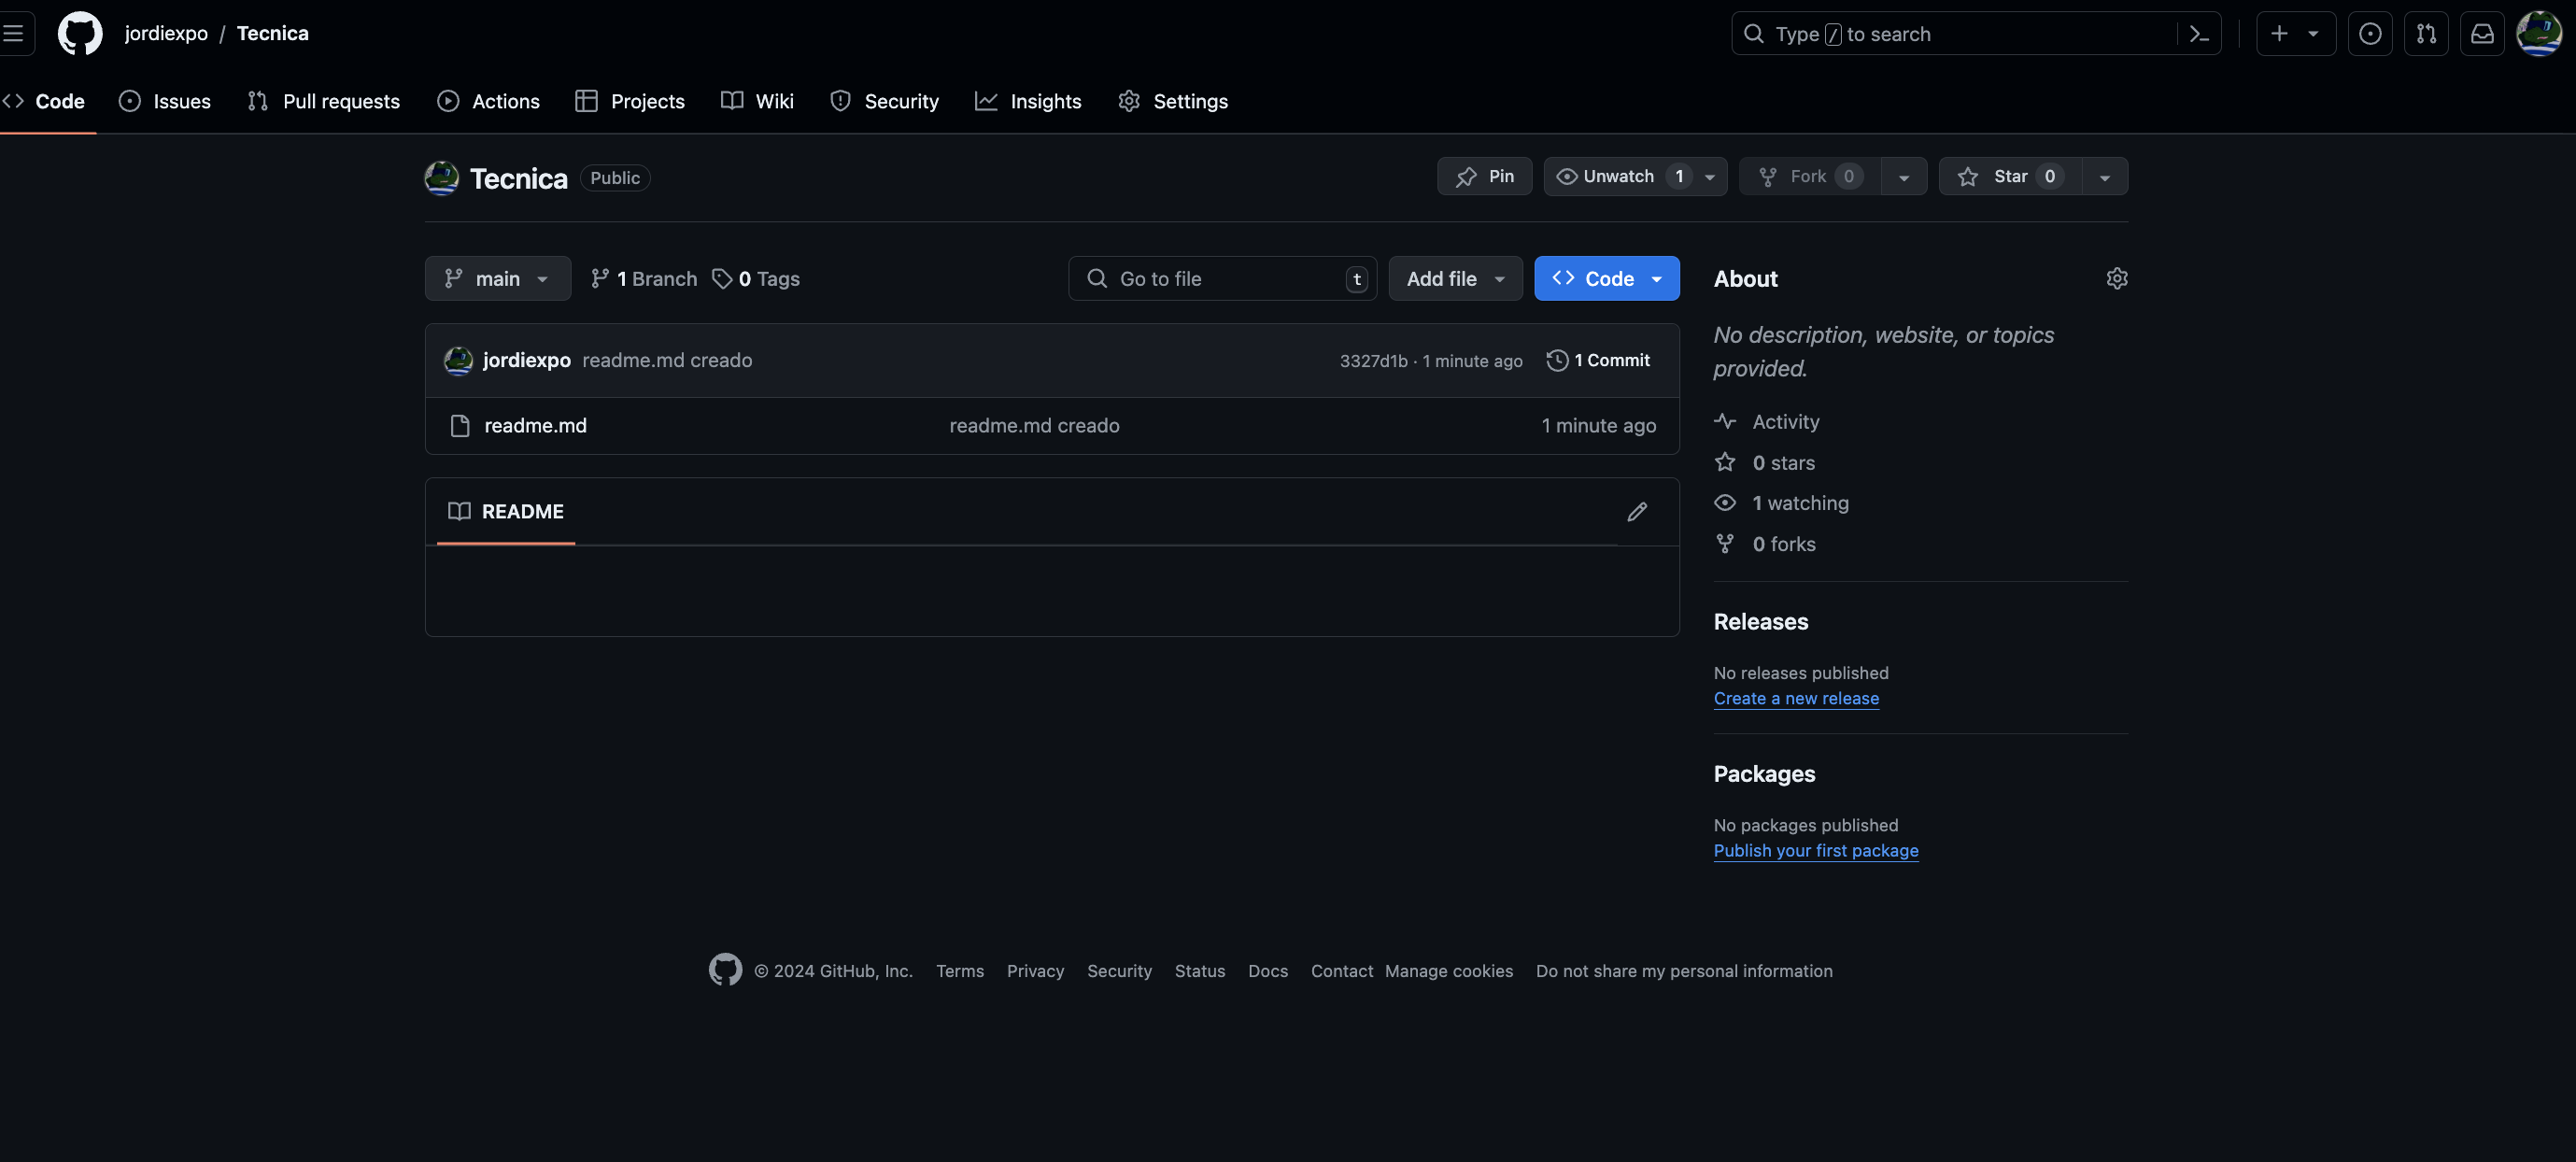 jordiexpo / Tecnica
Type / to search
Code Issues Pull requests Actions Projects Wiki Security Insights Settings
Tecnica Public
Pin Unwatch 1 Fork 0 Star 0
main 1 Branch 0 Tags Go to file t Add file Code
jordiexpo readme.md creado 3327d1b · 1 minute ago 1 Commit
readme.md readme.md creado 1 minute ago
README
About
No description, website, or topics
provided.
Activity
0 stars
1 watching
0 forks
Releases
No releases published
Create a new release
Packages
No packages published
Publish your first package
© 2024 GitHub, Inc. Terms Privacy Security Status Docs Contact Manage cookies Do not share my personal information